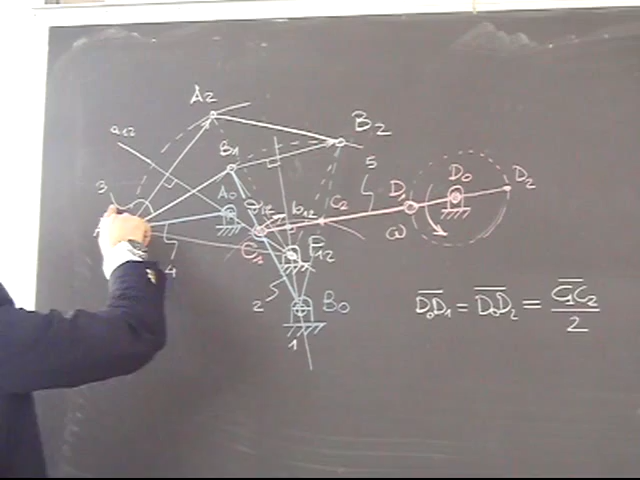 A2
a12
B1
B2
3
A0
5
D0
D2
D1
b12
C2
C1
P12
ω
4
2
B0
1
D0D1 = D0D2 = C1C2 / 2